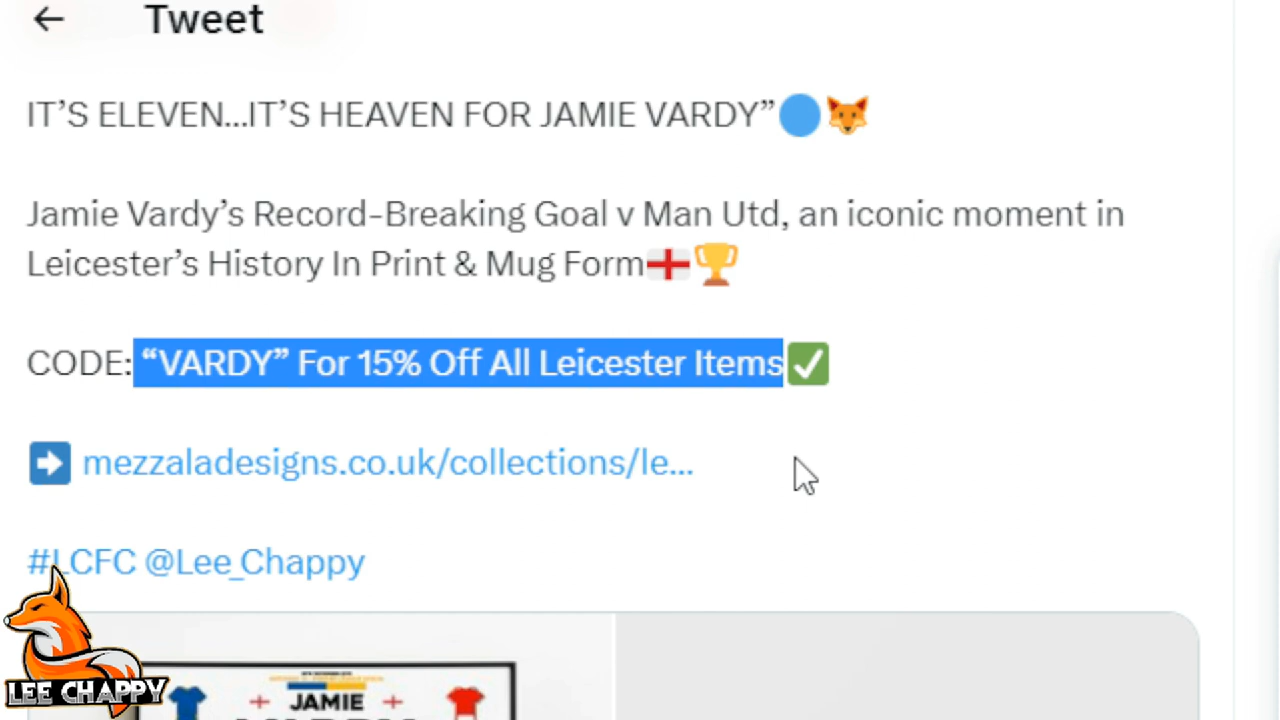 Tweet
IT’S ELEVEN...IT’S HEAVEN FOR JAMIE VARDY”🔵🦊
Jamie Vardy’s Record-Breaking Goal v Man Utd, an iconic moment in
Leicester’s History In Print & Mug Form🏴󠁧󠁢󠁥󠁮󠁧󠁿🏆
CODE: “VARDY” For 15% Off All Leicester Items✅
➡️ mezzaladesigns.co.uk/collections/le...
#LCFC @Lee_Chappy
LEE CHAPPY
JAMIE